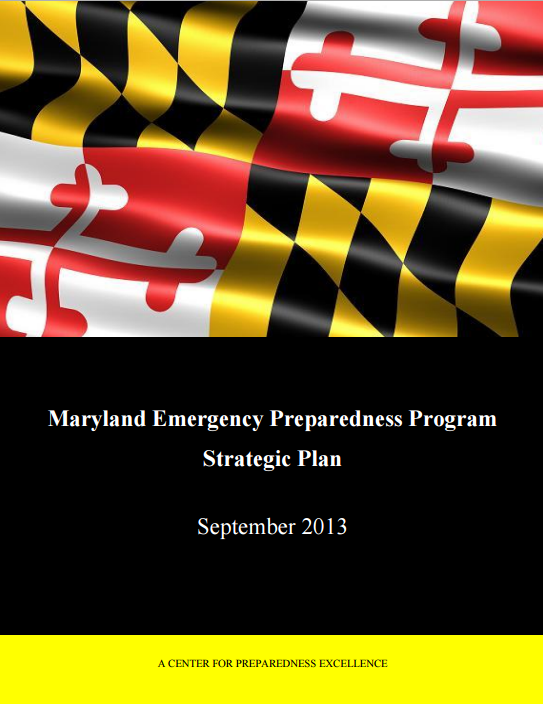 Maryland Emergency Preparedness Program
Strategic Plan
September 2013
A CENTER FOR PREPAREDNESS EXCELLENCE